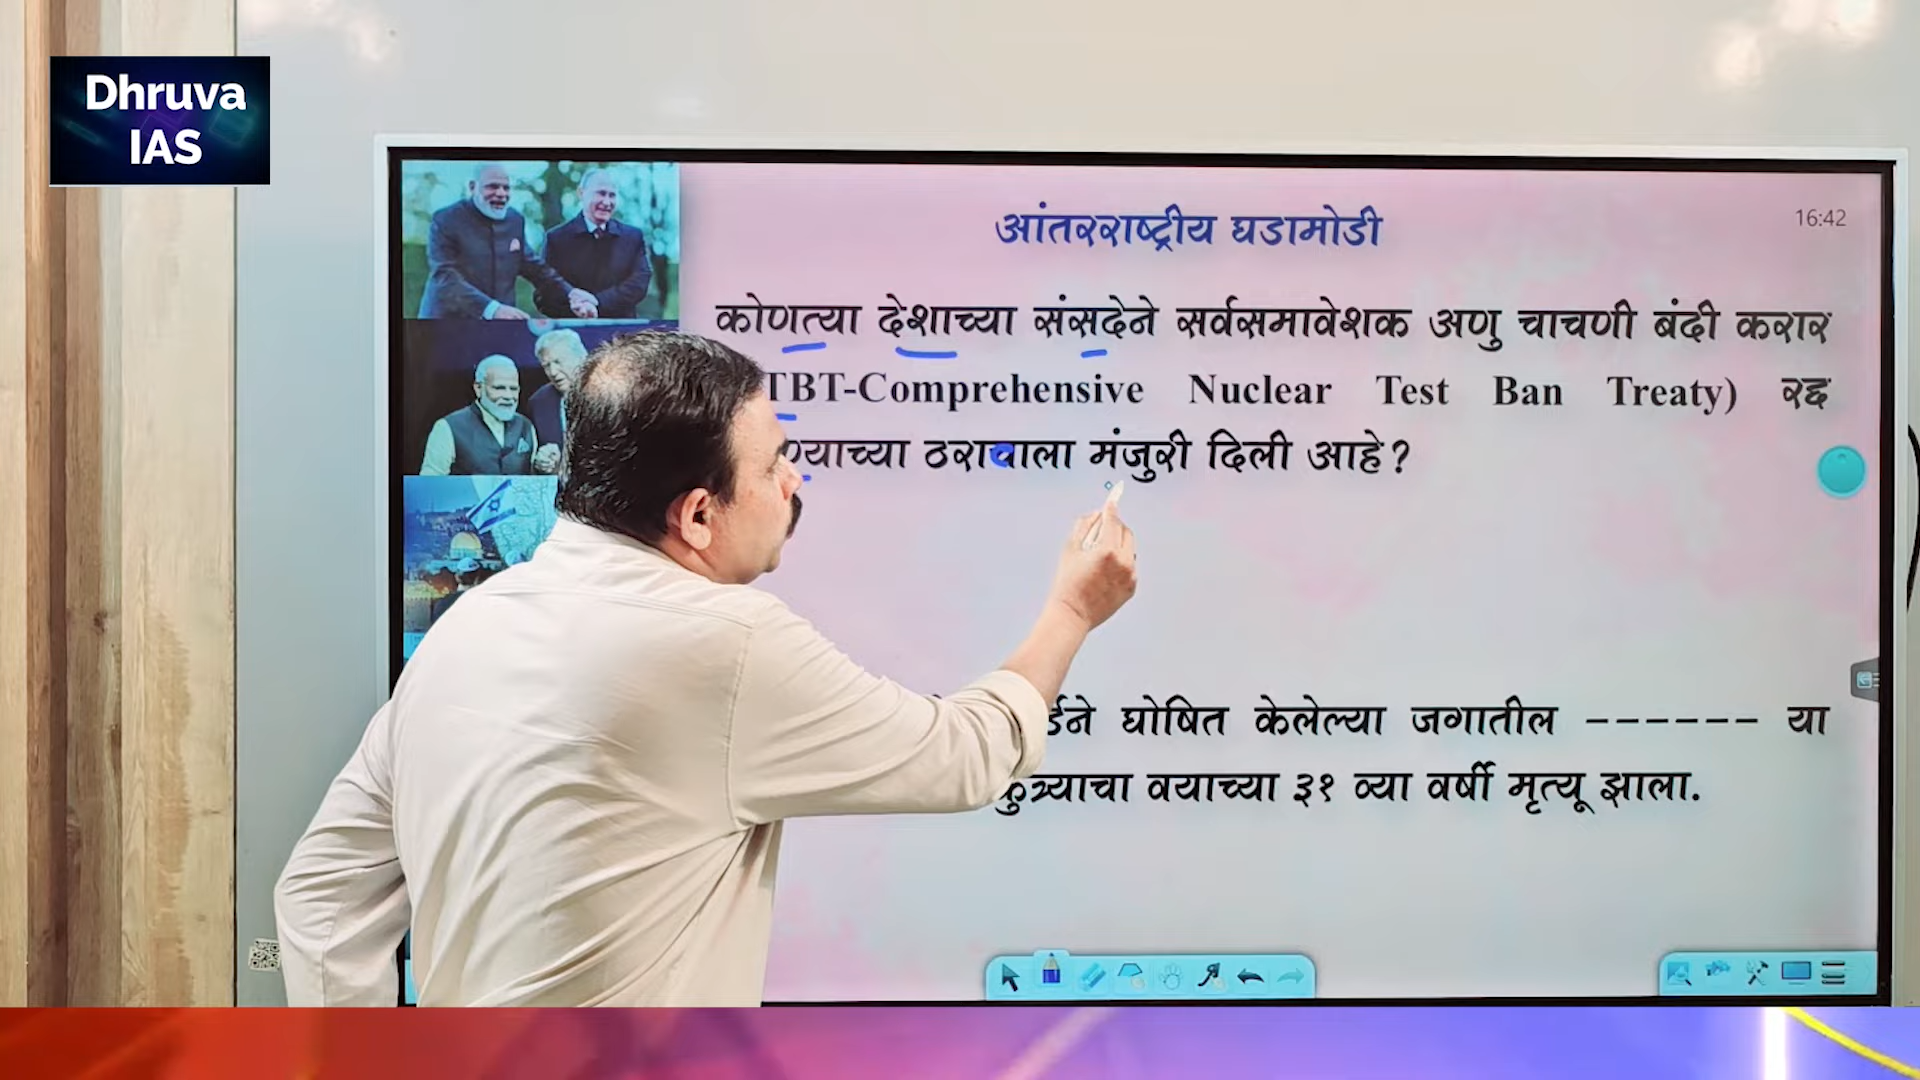 Dhruva
IAS
आंतरराष्ट्रीय घडामोडी
16:42
कोणत्या देशाच्या संसदेने सर्वसमावेशक अणु चाचणी बंदी करार
TBT-Comprehensive Nuclear Test Ban Treaty) रद्द
ठरावाला मंजुरी दिली आहे?
घोषित केलेल्या जगातील ------ या
कुत्र्याचा वयाच्या ३१ व्या वर्षी मृत्यू झाला.